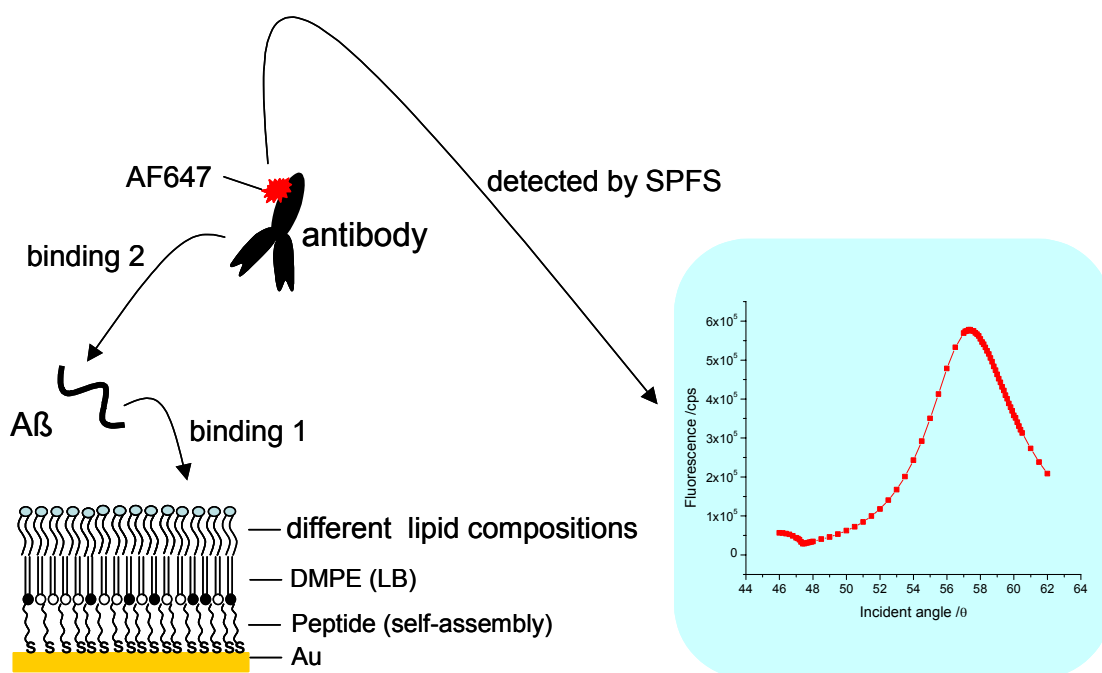 AF647
detected by SPFS
antibody
binding 2
Aß
binding 1
different lipid compositions
DMPE (LB)
Peptide (self-assembly)
s s s s s s s s s s s s s s s s s
Au
6x10⁵
5x10⁵
4x10⁵
3x10⁵
2x10⁵
1x10⁵
0
Fluorescence /cps
44 46 48 50 52 54 56 58 60 62 64
Incident angle /θ